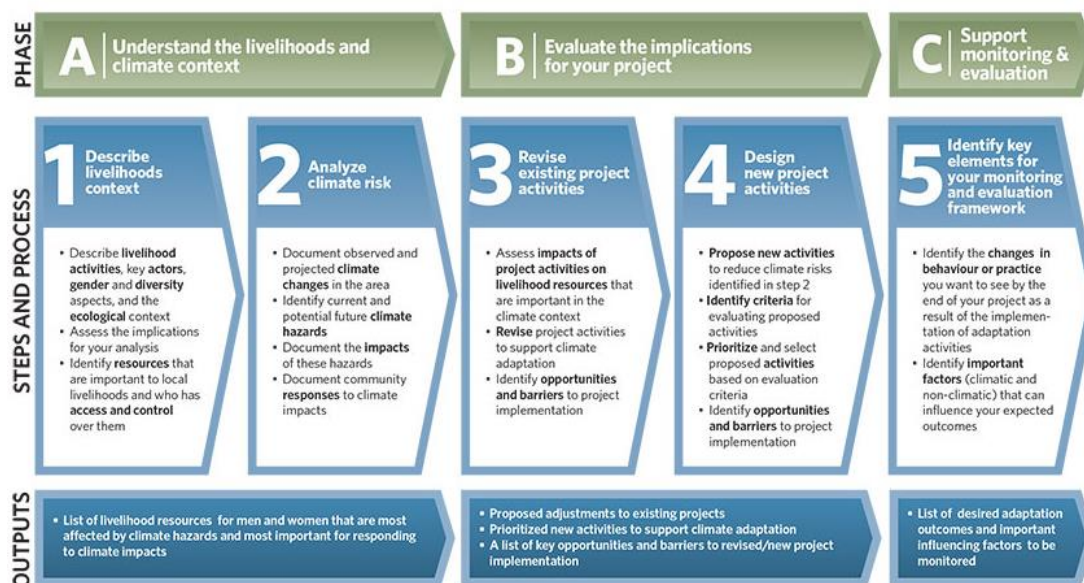 PHASE
A
Understand the livelihoods and
climate context
B
Evaluate the implications
for your project
C
Support
monitoring &
evaluation
STEPS AND PROCESS
1
Describe
livelihoods
context
• Describe livelihood
activities, key actors,
gender and diversity
aspects, and the
ecological context
• Assess the implications
for your analysis
• Identify resources that
are important to local
livelihoods and who has
access and control
over them
2
Analyze
climate risk
• Document observed and
projected climate
changes in the area
• Identify current and
potential future climate
hazards
• Document the impacts
of these hazards
• Document community
responses to climate
impacts
3
Revise
existing project
activities
• Assess impacts of
project activities on
livelihood resources that
are important in the
climate context
• Revise project activities
to support climate
adaptation
• Identify opportunities
and barriers to project
implementation
4
Design
new project
activities
• Propose new activities
to reduce climate risks
identified in step 2
• Identify criteria for
evaluating proposed
activities
• Prioritize and select
proposed activities
based on evaluation
criteria
• Identify opportunities
and barriers to project
implementation
5
Identify key
elements for
your monitoring
and evaluation
framework
• Identify the changes in
behaviour or practice
you want to see by the
end of your project as a
result of the implemen-
tation of adaptation
activities
• Identify important
factors (climatic and
non-climatic) that can
influence your expected
outcomes
OUTPUTS
• List of livelihood resources for men and women that are most
affected by climate hazards and most important for responding
to climate impacts
• Proposed adjustments to existing projects
• Prioritized new activities to support climate adaptation
• A list of key opportunities and barriers to revised/new project
implementation
• List of desired adaptation
outcomes and important
influencing factors to be
monitored